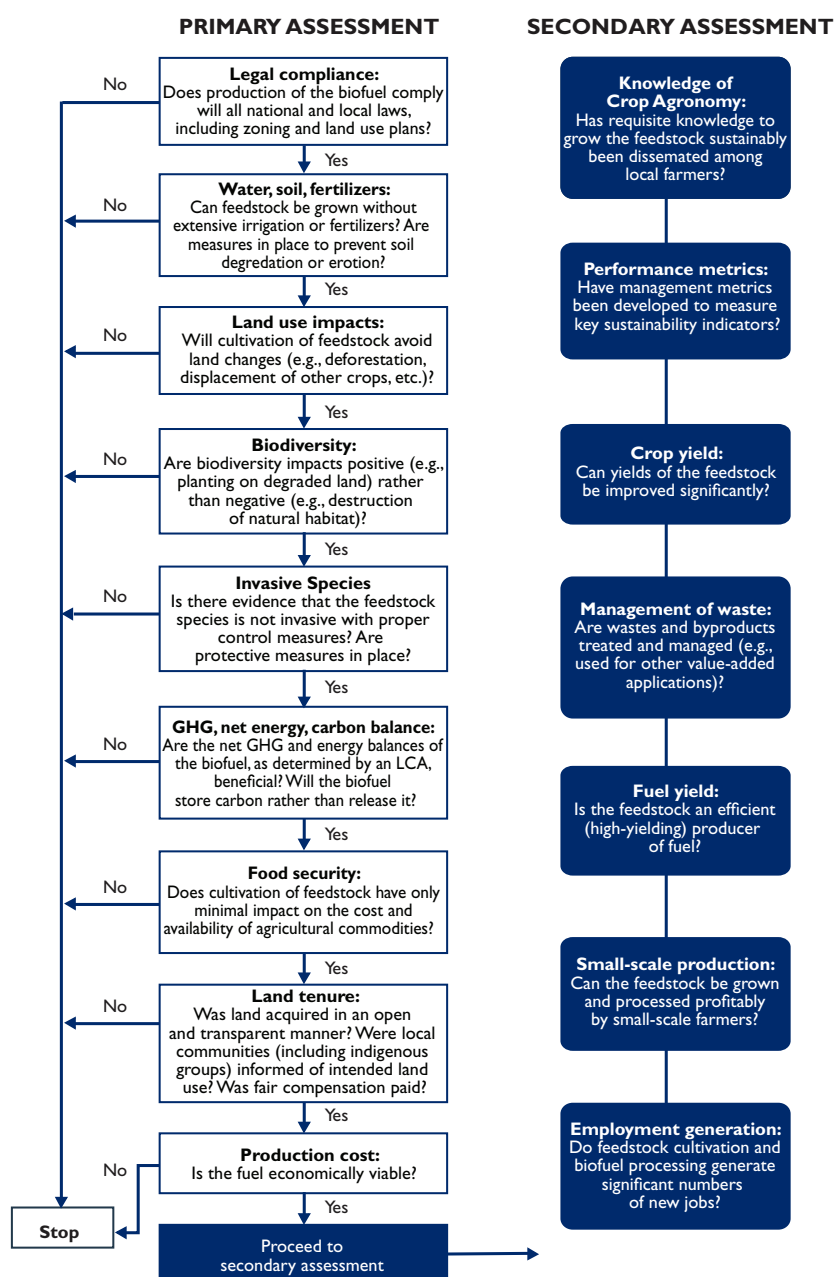 PRIMARY ASSESSMENT
No
Legal compliance:
Does production of the biofuel comply
will all national and local laws,
including zoning and land use plans?
Yes
No
Water, soil, fertilizers:
Can feedstock be grown without
extensive irrigation or fertilizers? Are
measures in place to prevent soil
degredation or erotion?
Yes
No
Land use impacts:
Will cultivation of feedstock avoid
land changes (e.g., deforestation,
displacement of other crops, etc.)?
Yes
No
Biodiversity:
Are biodiversity impacts positive (e.g.,
planting on degraded land) rather
than negative (e.g., destruction
of natural habitat)?
Yes
No
Invasive Species
Is there evidence that the feedstock
species is not invasive with proper
control measures? Are
protective measures in place?
Yes
No
GHG, net energy, carbon balance:
Are the net GHG and energy balances of
the biofuel, as determined by an LCA,
beneficial? Will the biofuel
store carbon rather than release it?
Yes
No
Food security:
Does cultivation of feedstock have only
minimal impact on the cost and
availability of agricultural commodities?
Yes
No
Land tenure:
Was land acquired in an open
and transparent manner? Were local
communities (including indigenous
groups) informed of intended land
use? Was fair compensation paid?
Yes
No
Production cost:
Is the fuel economically viable?
Yes
Stop
Proceed to
secondary assessment
SECONDARY ASSESSMENT
Knowledge of
Crop Agronomy:
Has requisite knowledge to
grow the feedstock sustainably
been dissemated among
local farmers?
Performance metrics:
Have management metrics
been developed to measure
key sustainability indicators?
Crop yield:
Can yields of the feedstock
be improved significantly?
Management of waste:
Are wastes and byproducts
treated and managed (e.g.,
used for other value-added
applications)?
Fuel yield:
Is the feedstock an efficient
(high-yielding) producer
of fuel?
Small-scale production:
Can the feedstock be grown
and processed profitably
by small-scale farmers?
Employment generation:
Do feedstock cultivation and
biofuel processing generate
significant numbers
of new jobs?